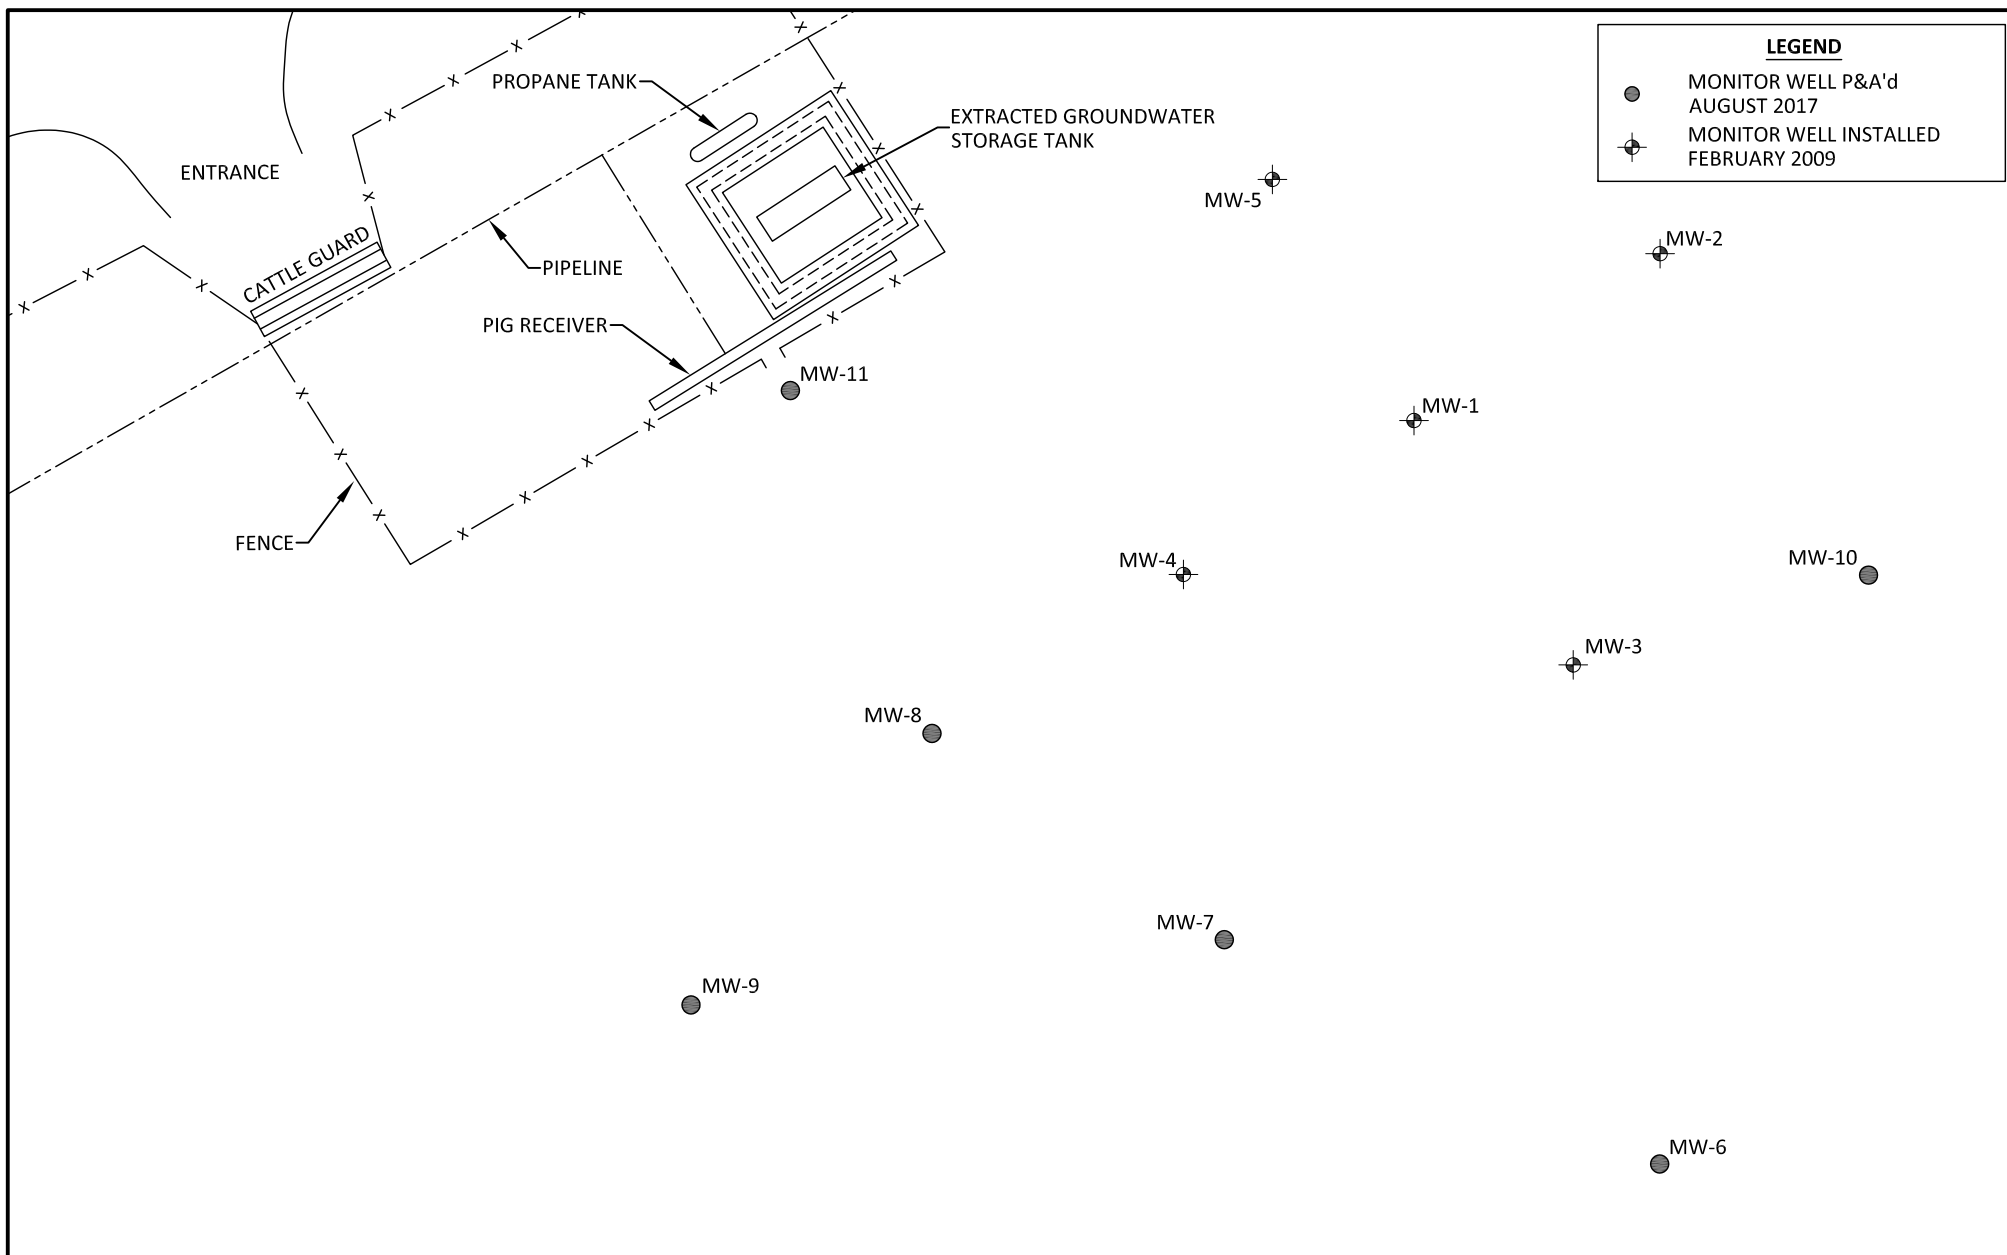 LEGEND
MONITOR WELL P&A'd
AUGUST 2017
MONITOR WELL INSTALLED
FEBRUARY 2009
PROPANE TANK
EXTRACTED GROUNDWATER
STORAGE TANK
ENTRANCE
MW-5
MW-2
CATTLE GUARD
PIPELINE
PIG RECEIVER
MW-11
MW-1
FENCE
MW-4
MW-10
MW-3
MW-8
MW-7
MW-9
MW-6